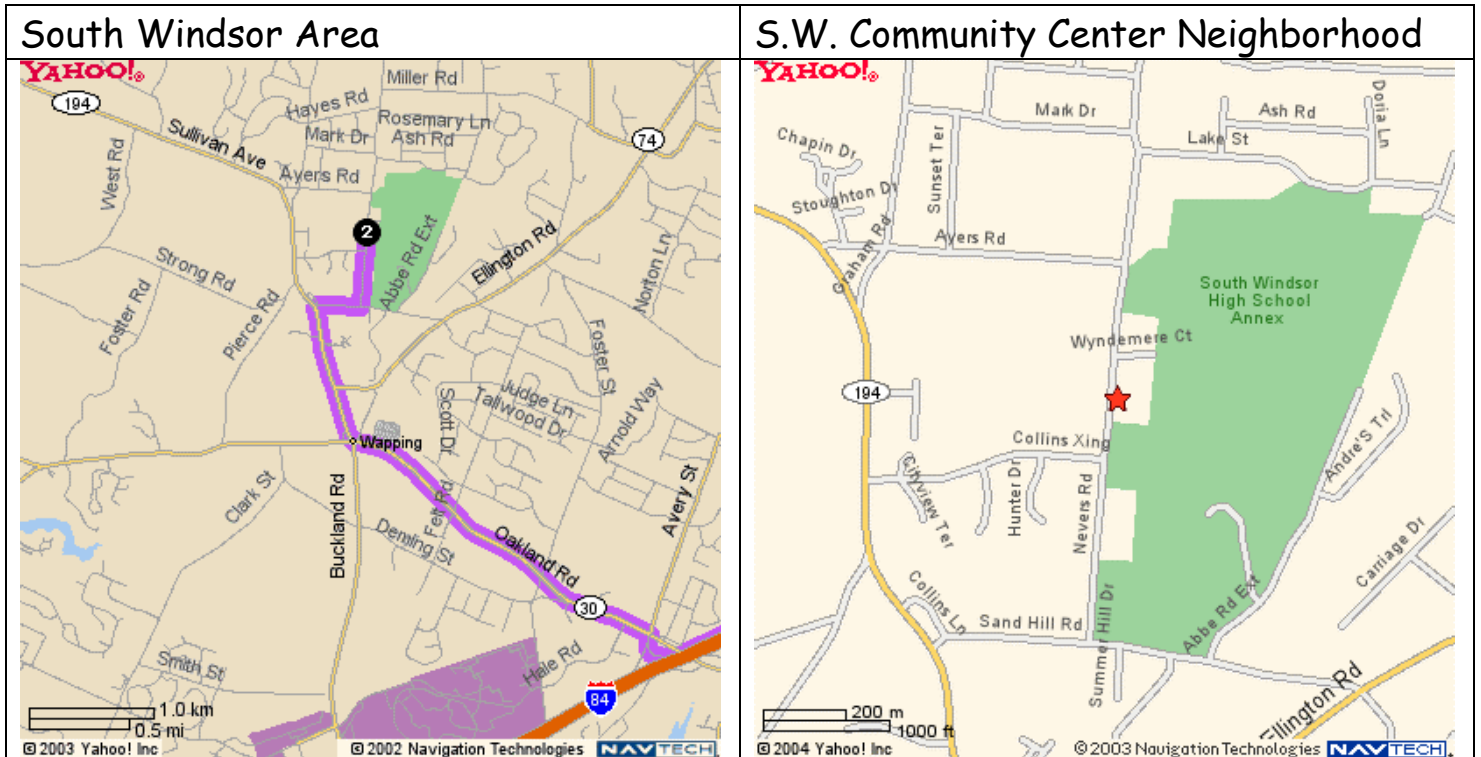 South Windsor Area
YAHOO!®
194
Miller Rd
Hayes Rd
Rosemary Ln
Sullivan Ave
Mark Dr
Ash Rd
74
West Rd
Ayers Rd
2
Abbe Rd Ext
Ellington Rd
Strong Rd
Norton Ln
Foster Rd
Pierce Rd
Foster St
Judge Ln
Tallwood Dr
Scott Dr
Arnold Way
Wapping
Clark St
Buckland Rd
Felt Rd
Avery St
Deming St
Oakland Rd
30
Smith St
Hale Rd
84
1.0 km
0.5 mi
© 2003 Yahoo! Inc
© 2002 Navigation Technologies
NAVTECH
S.W. Community Center Neighborhood
YAHOO!®
Mark Dr
Ash Rd
Doria Ln
Lake St
Chapin Dr
Sunset Ter
Stoughton Dr
Graham Rd
Ayers Rd
South Windsor
High School
Annex
Wyndemere Ct
194
Collins Xing
Andre'S Trl
Cityview Ter
Hunter Dr
Nevers Rd
Carriage Dr
Collins Ln
Sand Hill Rd
Summer Hill Dr
Abbe Rd Ext
Ellington Rd
200 m
1000 ft
© 2004 Yahoo! Inc
© 2003 Navigation Technologies
NAVTECH